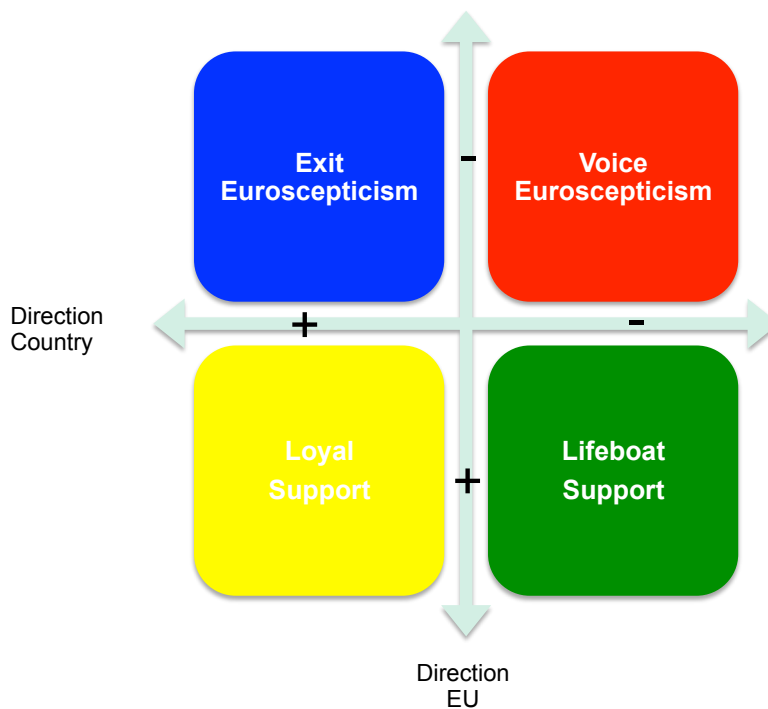 Exit
Euroscepticism
-
Voice
Euroscepticism
Direction
Country
+
-
Loyal
Support
+
Lifeboat
Support
Direction
EU